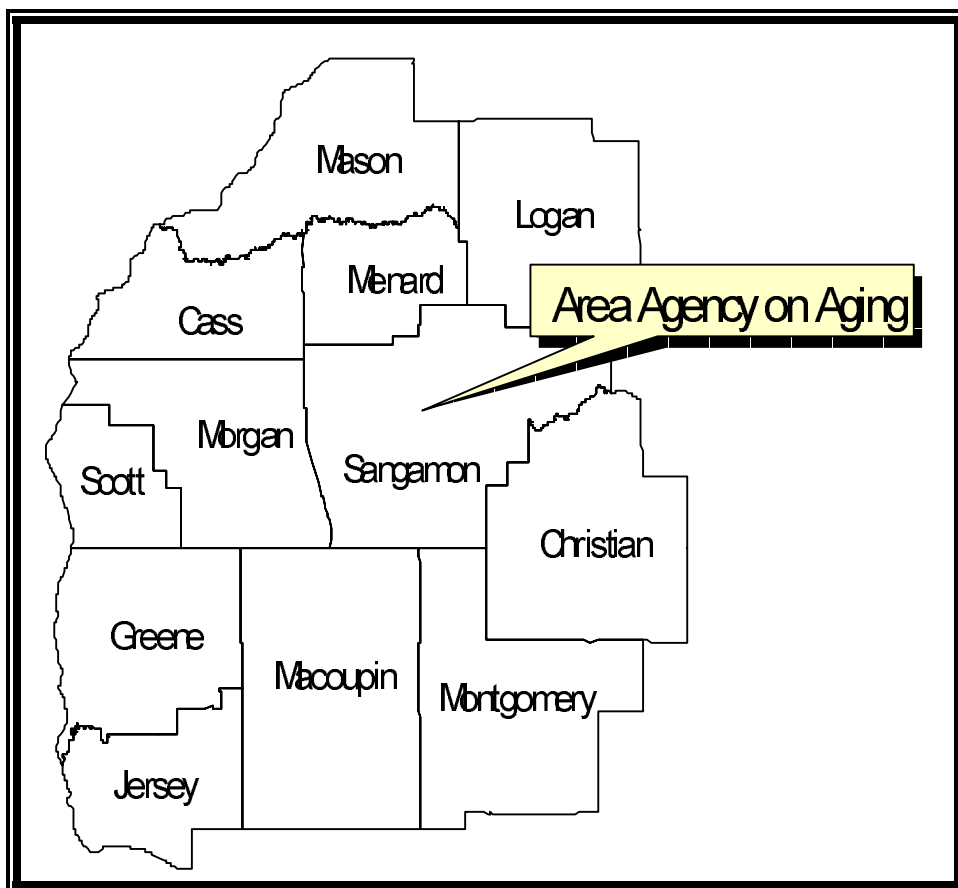 Mason
Logan
Menard
Area Agency on Aging
Cass
Morgan
Sangamon
Scott
Christian
Greene
Macoupin
Montgomery
Jersey